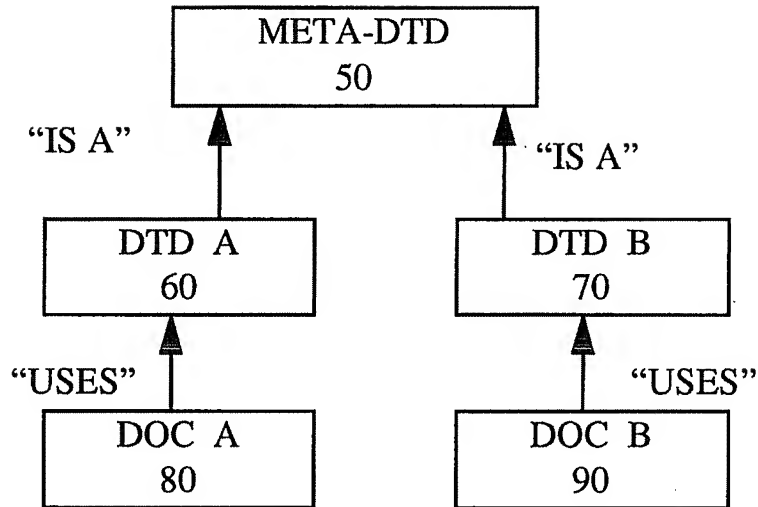 META-DTD
50
“IS A”
“IS A”
DTD A
60
DTD B
70
“USES”
“USES”
DOC A
80
DOC B
90